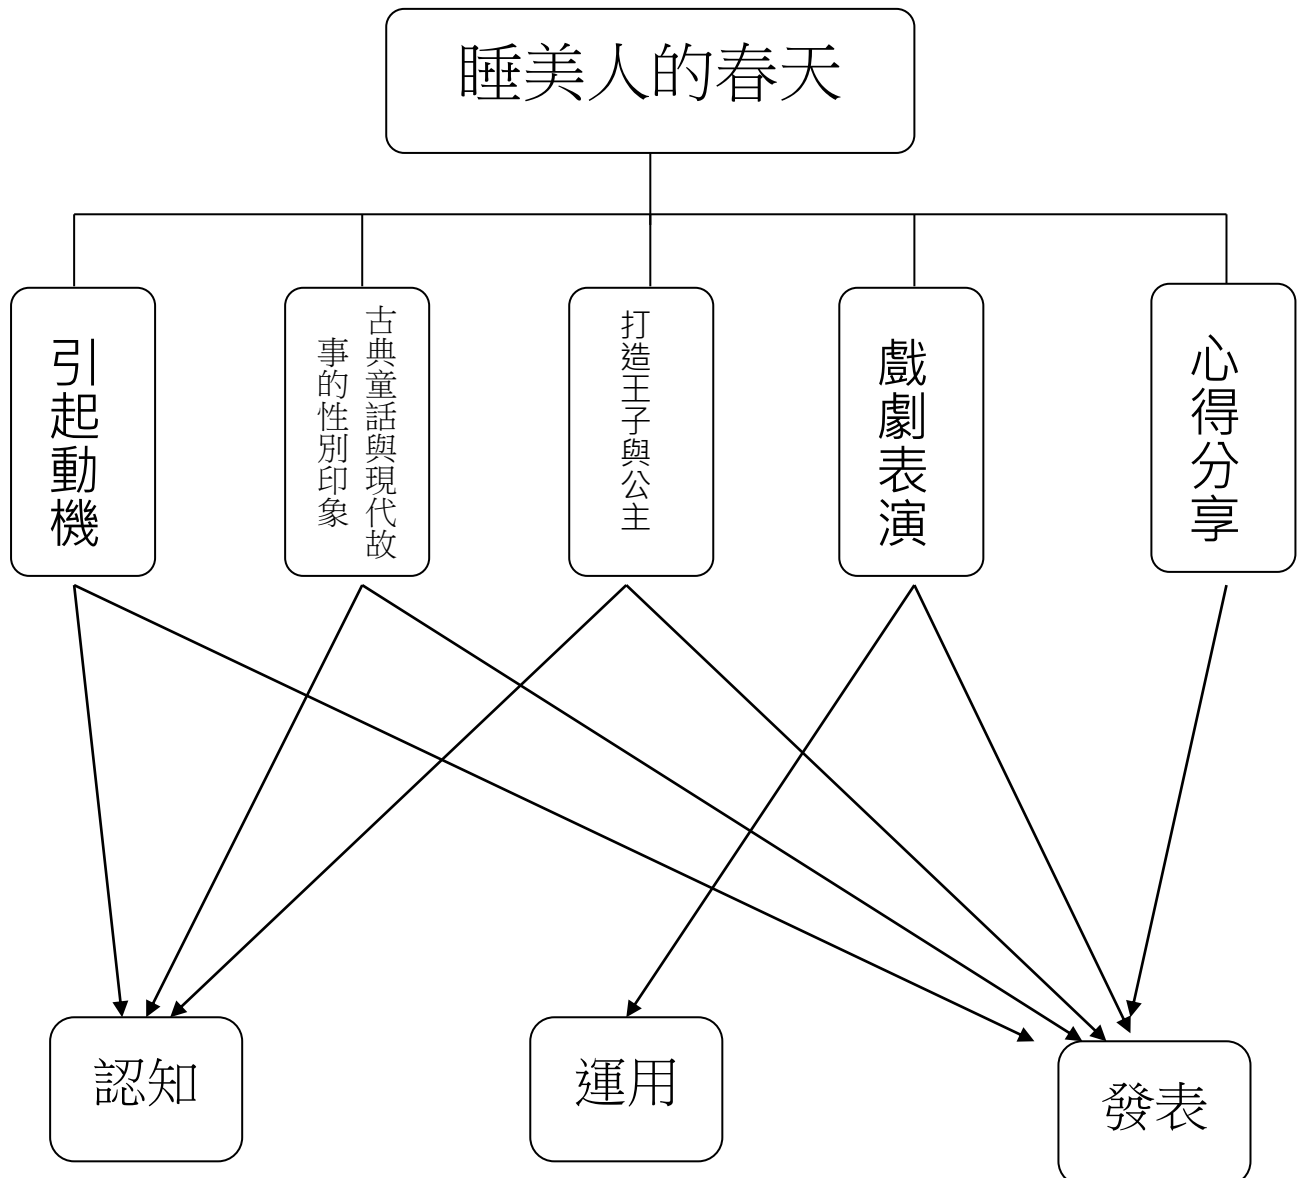 睡美人的春天
引起動機
古典童話與現代故
事的性別印象
打造王子與公主
戲劇表演
心得分享
認知
運用
發表